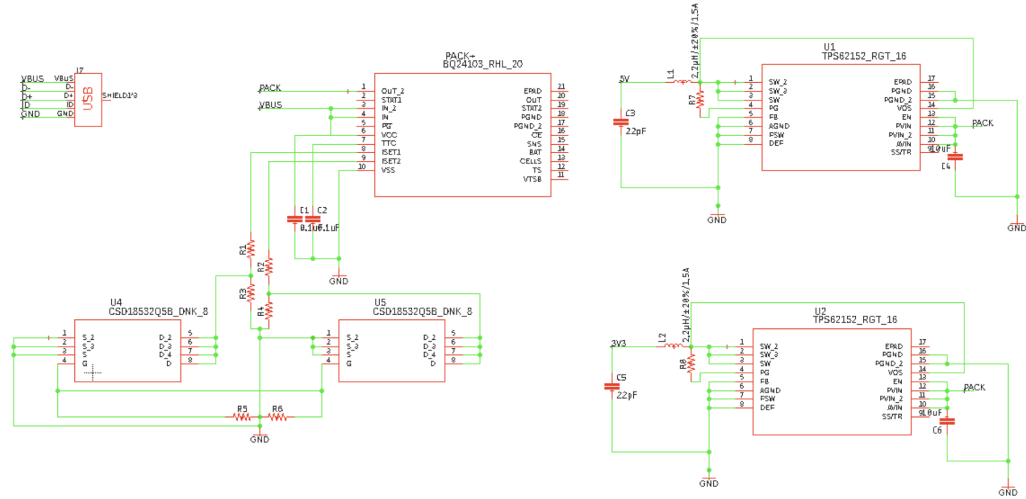 J7
VBUS VBUS
D- D-
D+ D+
ID ID
GND GND
USB
SHIELD1*3
PACK+
BQ24103_RHL_20
PACK
VBUS
1 OUT_2
2 STAT1
3 IN_2
4 IN
5 PG
6 VCC
7 TTC
8 ISET1
9 ISET2
10 VSS
EPAD 21
OUT 20
STAT2 19
PGND 18
PGND_2 17
CE 16
SNS 15
BAT 14
CELLS 13
TS 12
VTSB 11
C1 C2
0.1uF 0.1uF
GND
R1
R2
R3
R4
U4
CSD18532Q5B_DNK_8
1 S_2
2 S_3
3 S
4 G
D_2 5
D_3 6
D_4 7
D 8
U5
CSD18532Q5B_DNK_8
1 S_2
2 S_3
3 S
4 G
D_2 5
D_3 6
D_4 7
D 8
R5 R6
GND
2,2µH/±20%/1,5A
L1
5V
R7
C3
22pF
GND
U1
TPS62152_RGT_16
1 SW_2
2 SW_3
3 SW
4 PG
5 FB
6 AGND
7 FSW
8 DEF
EPAD 17
PGND 16
PGND_2 15
VOS 14
EN 13
PVIN 12
PVIN_2 11
AVIN 10
SS/TR 9
PACK
10uF
C4
GND
2,2µH/±20%/1,5A
L2
3V3
R8
C5
22pF
GND
U2
TPS62152_RGT_16
1 SW_2
2 SW_3
3 SW
4 PG
5 FB
6 AGND
7 FSW
8 DEF
EPAD 17
PGND 16
PGND_2 15
VOS 14
EN 13
PVIN 12
PVIN_2 11
AVIN 10
SS/TR 9
PACK
10uF
C6
GND